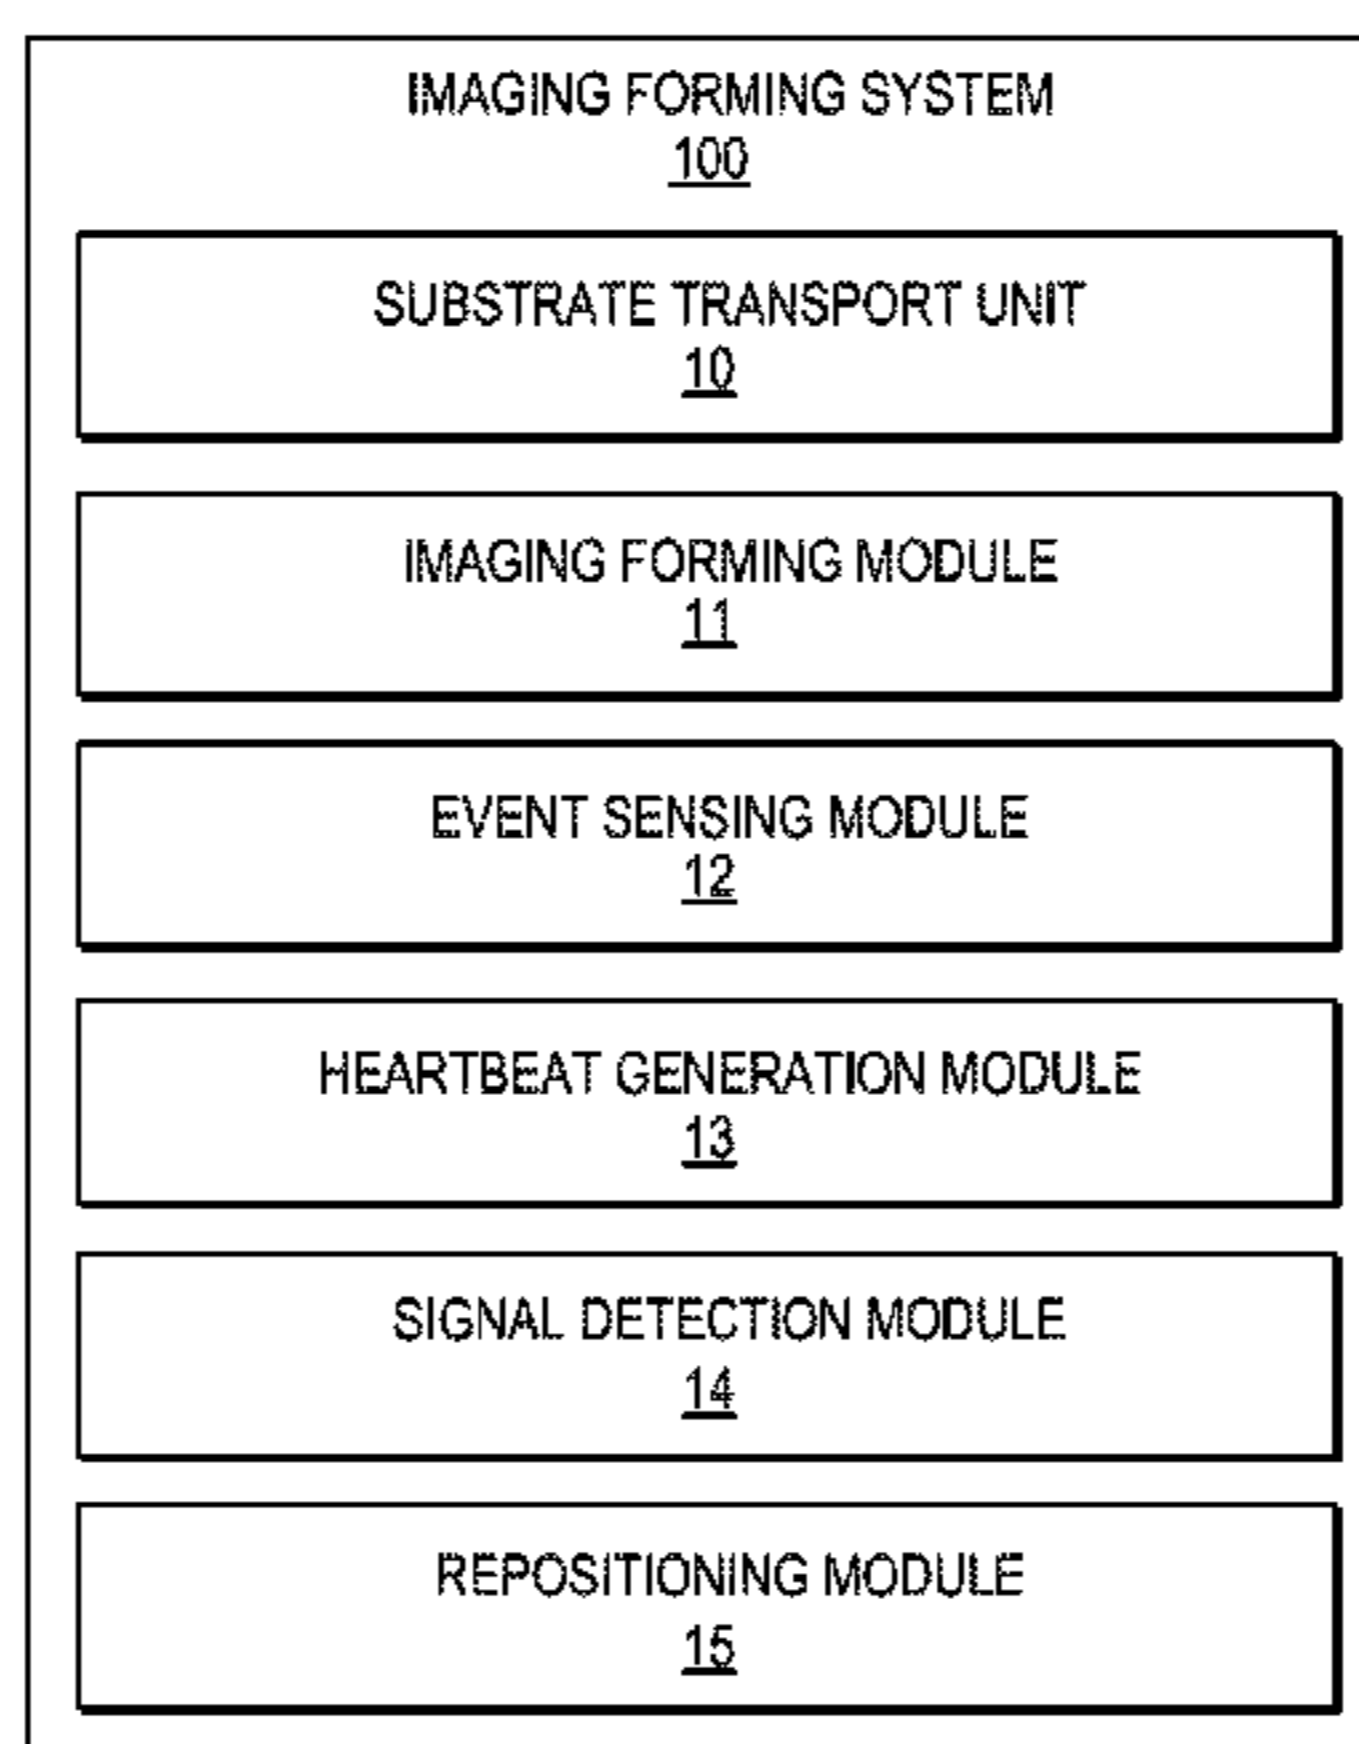 IMAGING FORMING SYSTEM
100
SUBSTRATE TRANSPORT UNIT
10
IMAGING FORMING MODULE
11
EVENT SENSING MODULE
12
HEARTBEAT GENERATION MODULE
13
SIGNAL DETECTION MODULE
14
REPOSITIONING MODULE
15